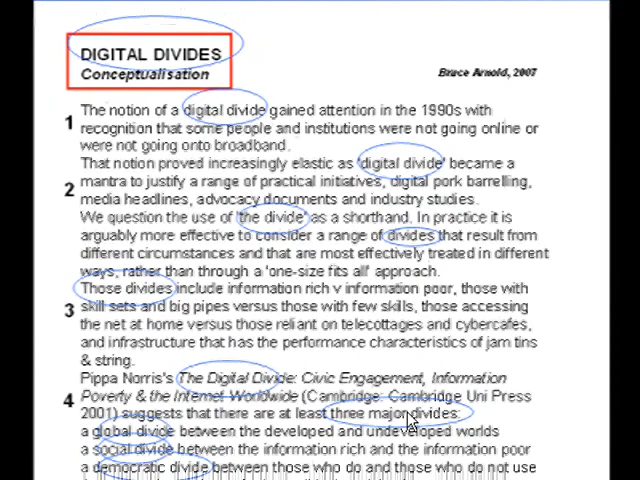 DIGITAL DIVIDES
Conceptualisation
Bruce Arnold, 2007
The notion of a digital divide gained attention in the 1990s with
1
recognition that some people and institutions were not going online or
were not going onto broadband.
That notion proved increasingly elastic as 'digital divide' became a
2
mantra to justify a range of practical initiatives, digital pork barrelling,
media headlines, advocacy documents and industry studies.
We question the use of 'the divide' as a shorthand. In practice it is
arguably more effective to consider a range of divides that result from
different circumstances and that are most effectively treated in different
ways, rather than through a 'one-size fits all' approach.
Those divides include information rich v information poor, those with
3
skill sets and big pipes versus those with few skills, those accessing
the net at home versus those reliant on telecottages and cybercafes,
and infrastructure that has the performance characteristics of jam tins
& string.
Pippa Norris's The Digital Divide: Civic Engagement, Information
4
Poverty & the Internet Worldwide (Cambridge: Cambridge Uni Press
2001) suggests that there are at least three major divides:
a global divide between the developed and undeveloped worlds
a social divide between the information rich and the information poor
a democratic divide between those who do and those who do not use